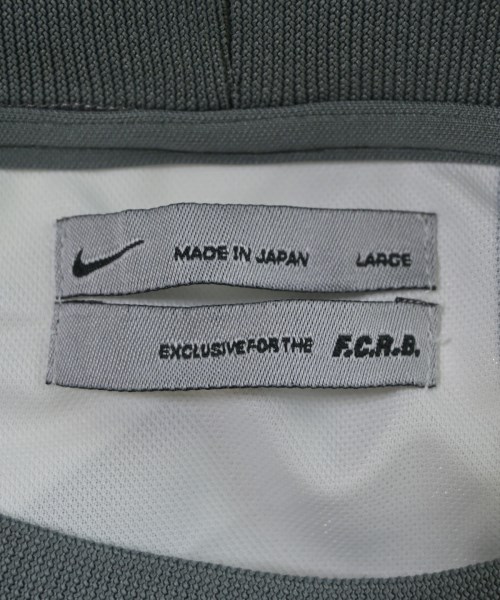 MADE IN JAPAN LARGE
EXCLUSIVE FOR THE F.C.R.B.